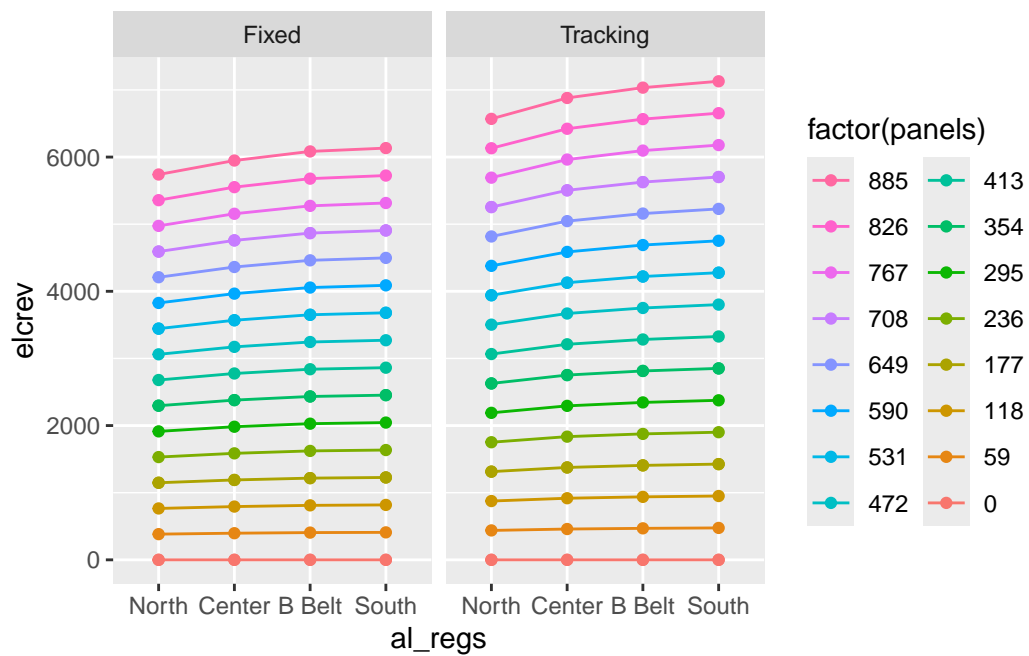 Fixed Tracking
6000
4000
2000
0
elcrev
North Center B Belt South North Center B Belt South
al_regs
factor(panels)
885 413
826 354
767 295
708 236
649 177
590 118
531 59
472 0